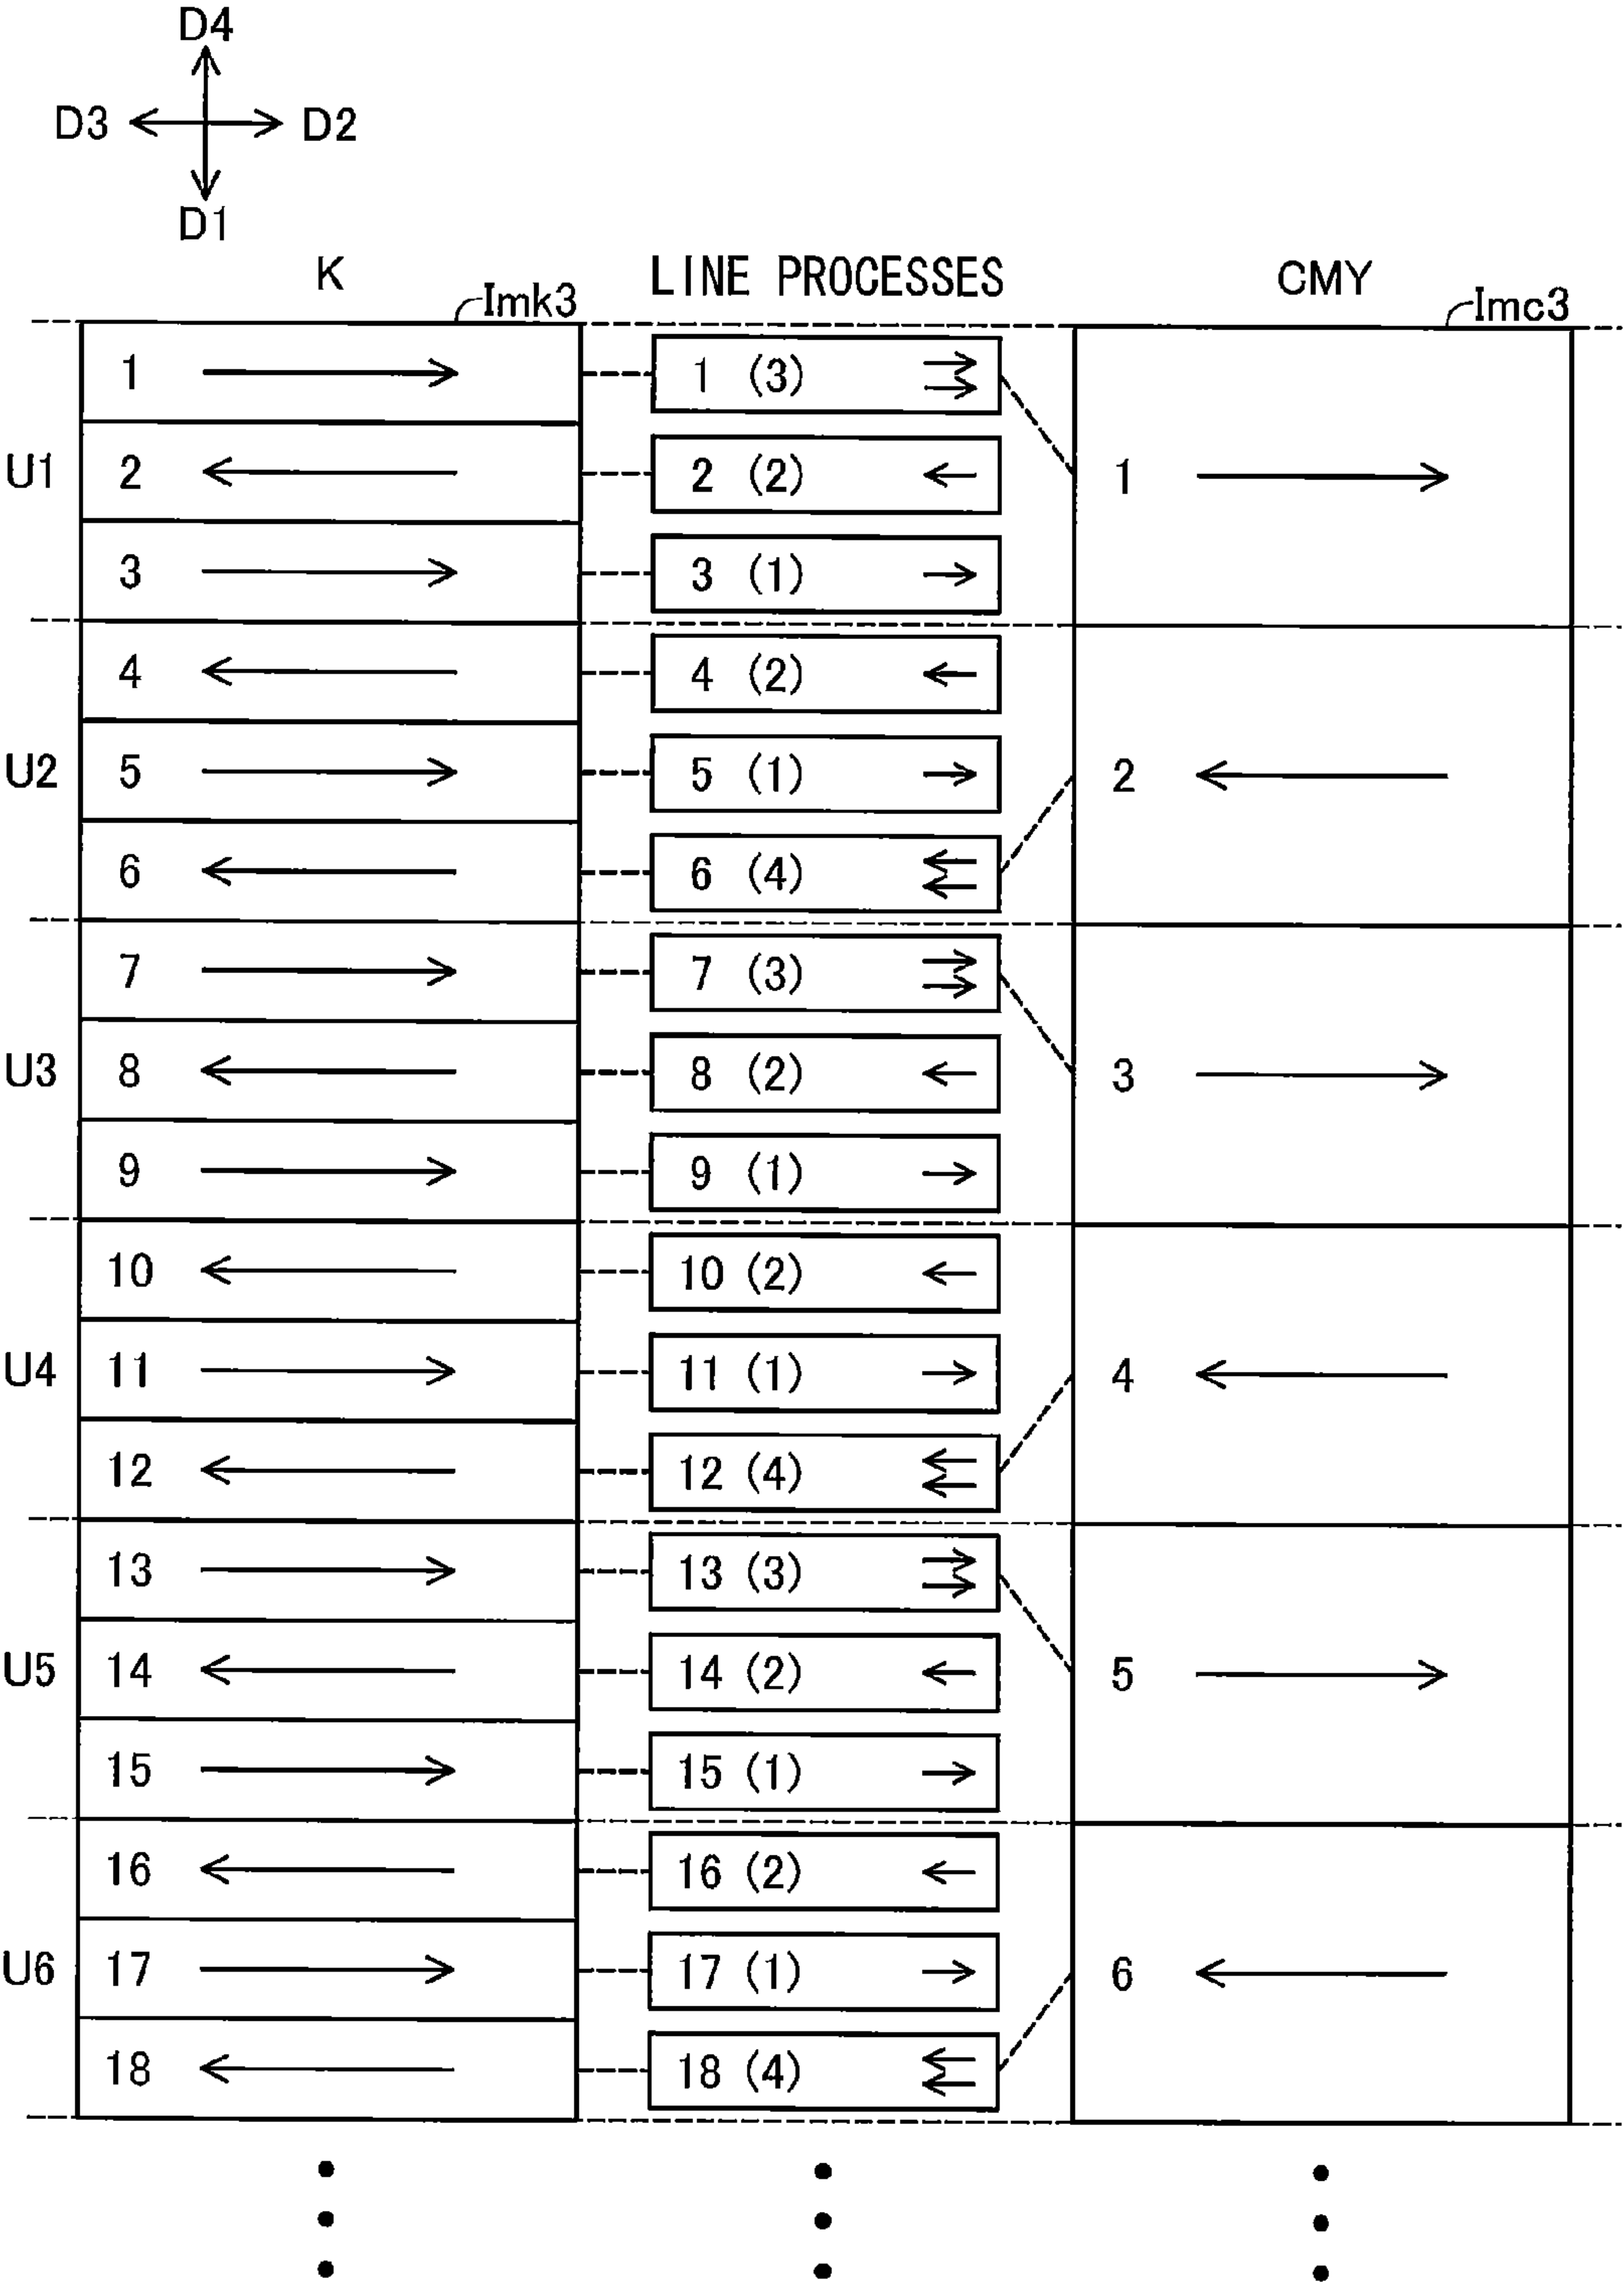 D4
D3 D2
D1
K LINE PROCESSES CMY
Imk3 Imc3
1 1 (3)
U1 2 2 (2) 1
3 3 (1)
4 4 (2)
U2 5 5 (1) 2
6 6 (4)
7 7 (3)
U3 8 8 (2) 3
9 9 (1)
10 10 (2)
U4 11 11 (1) 4
12 12 (4)
13 13 (3)
U5 14 14 (2) 5
15 15 (1)
16 16 (2)
U6 17 17 (1) 6
18 18 (4)